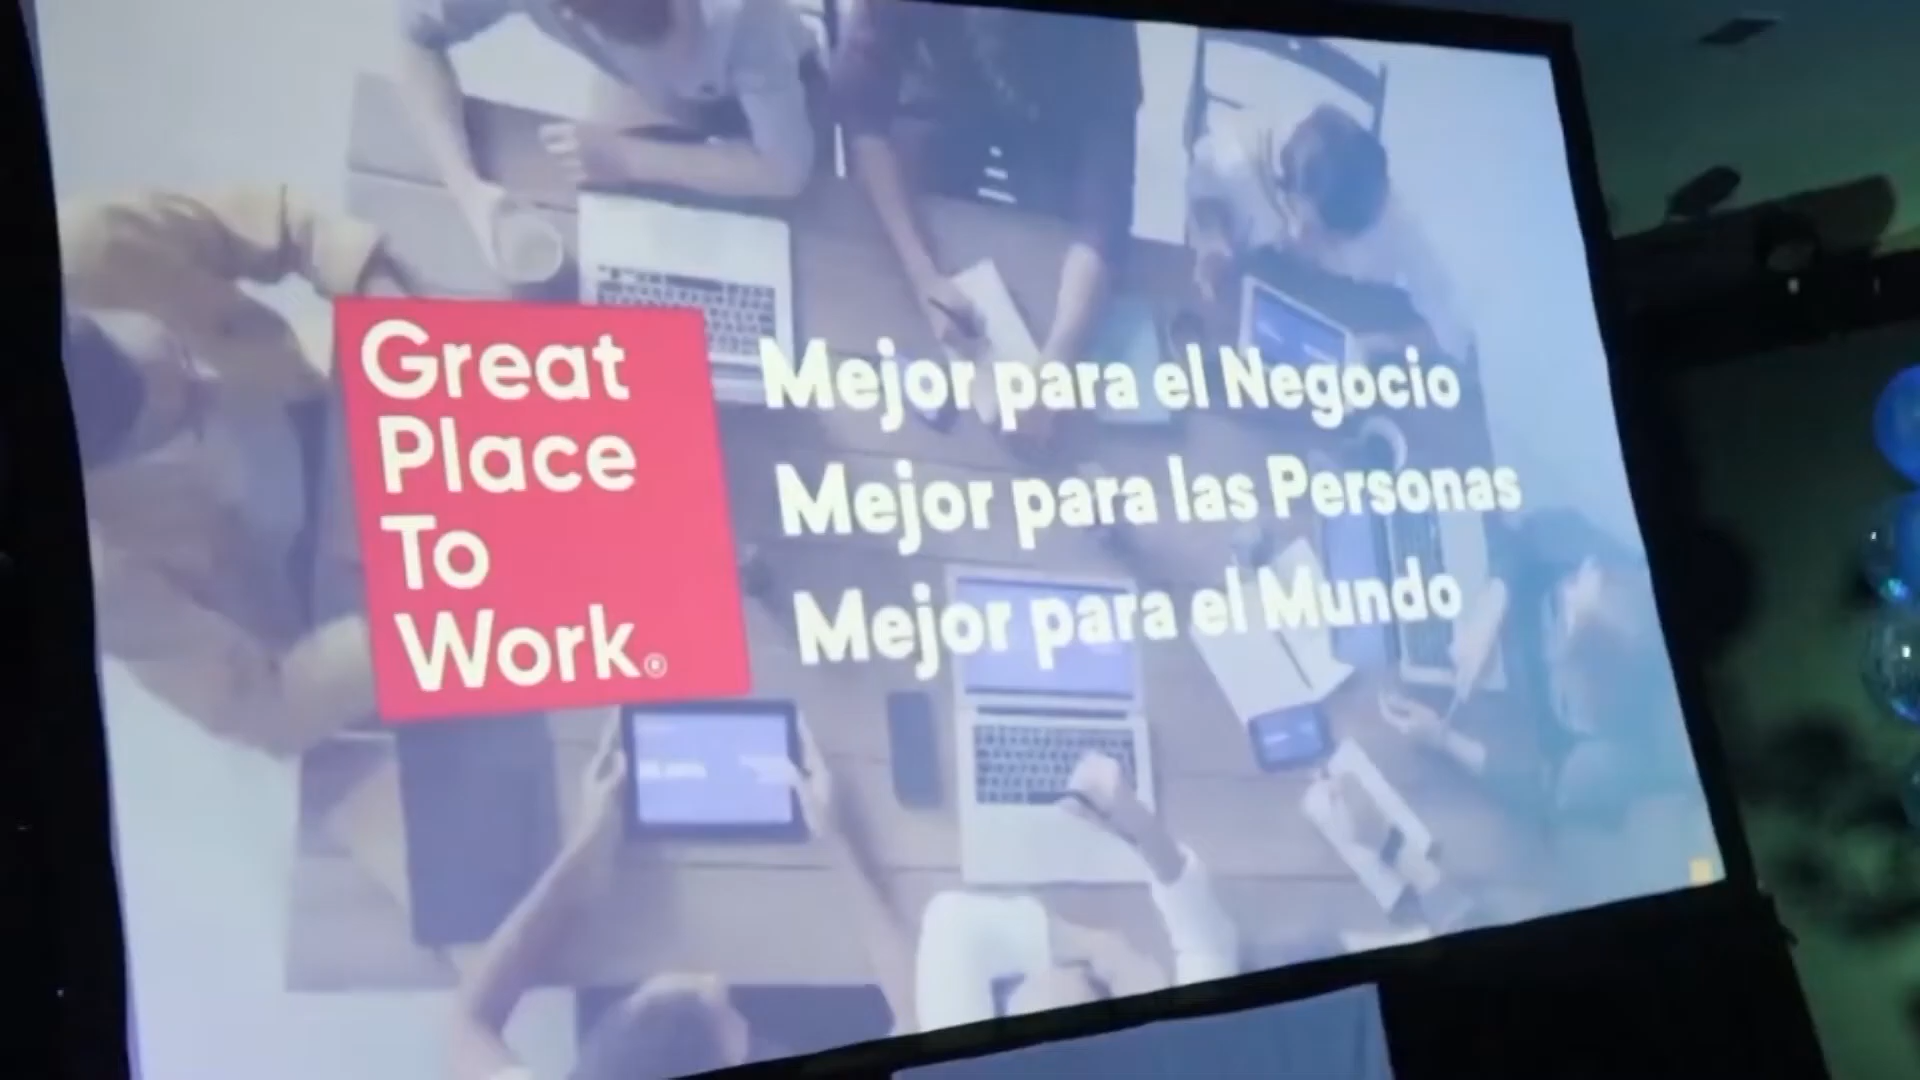 Great
Place
To
Work®
Mejor para el Negocio
Mejor para las Personas
Mejor para el Mundo